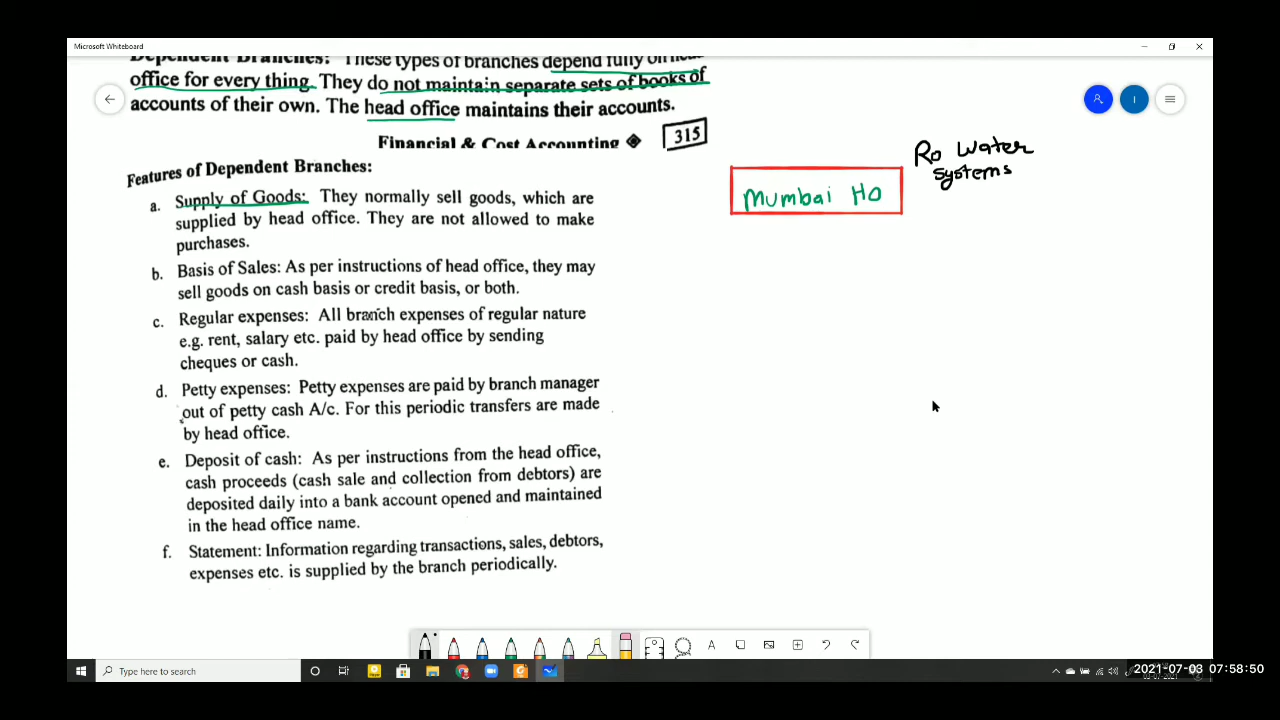 Microsoft Whiteboard
Dependent Branches: These types of branches depend fully on head
office for every thing. They do not maintain separate sets of books of
accounts of their own. The head office maintains their accounts.
Financial & Cost Accounting 315
Features of Dependent Branches:
a. Supply of Goods: They normally sell goods, which are
supplied by head office. They are not allowed to make
purchases.
b. Basis of Sales: As per instructions of head office, they may
sell goods on cash basis or credit basis, or both.
c. Regular expenses: All branch expenses of regular nature
e.g. rent, salary etc. paid by head office by sending
cheques or cash.
d. Petty expenses: Petty expenses are paid by branch manager
out of petty cash A/c. For this periodic transfers are made
by head office.
e. Deposit of cash: As per instructions from the head office,
cash proceeds (cash sale and collection from debtors) are
deposited daily into a bank account opened and maintained
in the head office name.
f. Statement: Information regarding transactions, sales, debtors,
expenses etc. is supplied by the branch periodically.
Ro Water
Systems
Mumbai HO
Type here to search
2021-07-03 07:58:50